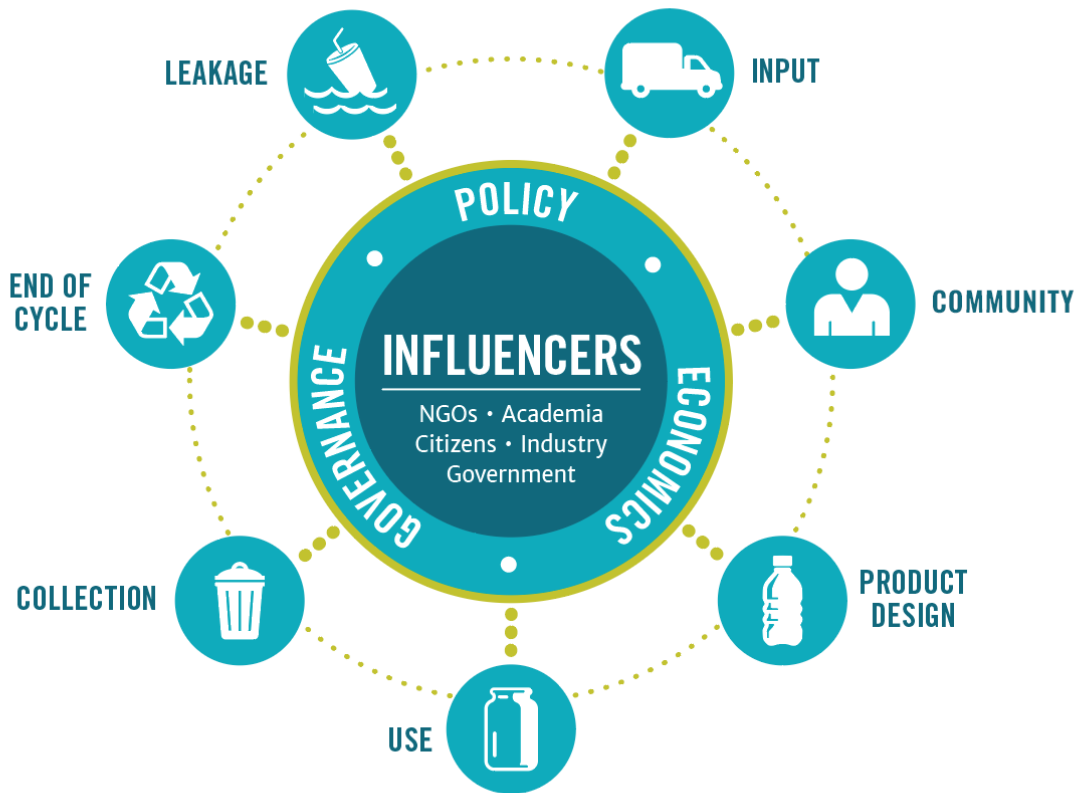 LEAKAGE
INPUT
POLICY
END OF
CYCLE
COMMUNITY
INFLUENCERS
NGOs • Academia
Citizens • Industry
Government
GOVERNANCE
ECONOMICS
COLLECTION
PRODUCT
DESIGN
USE